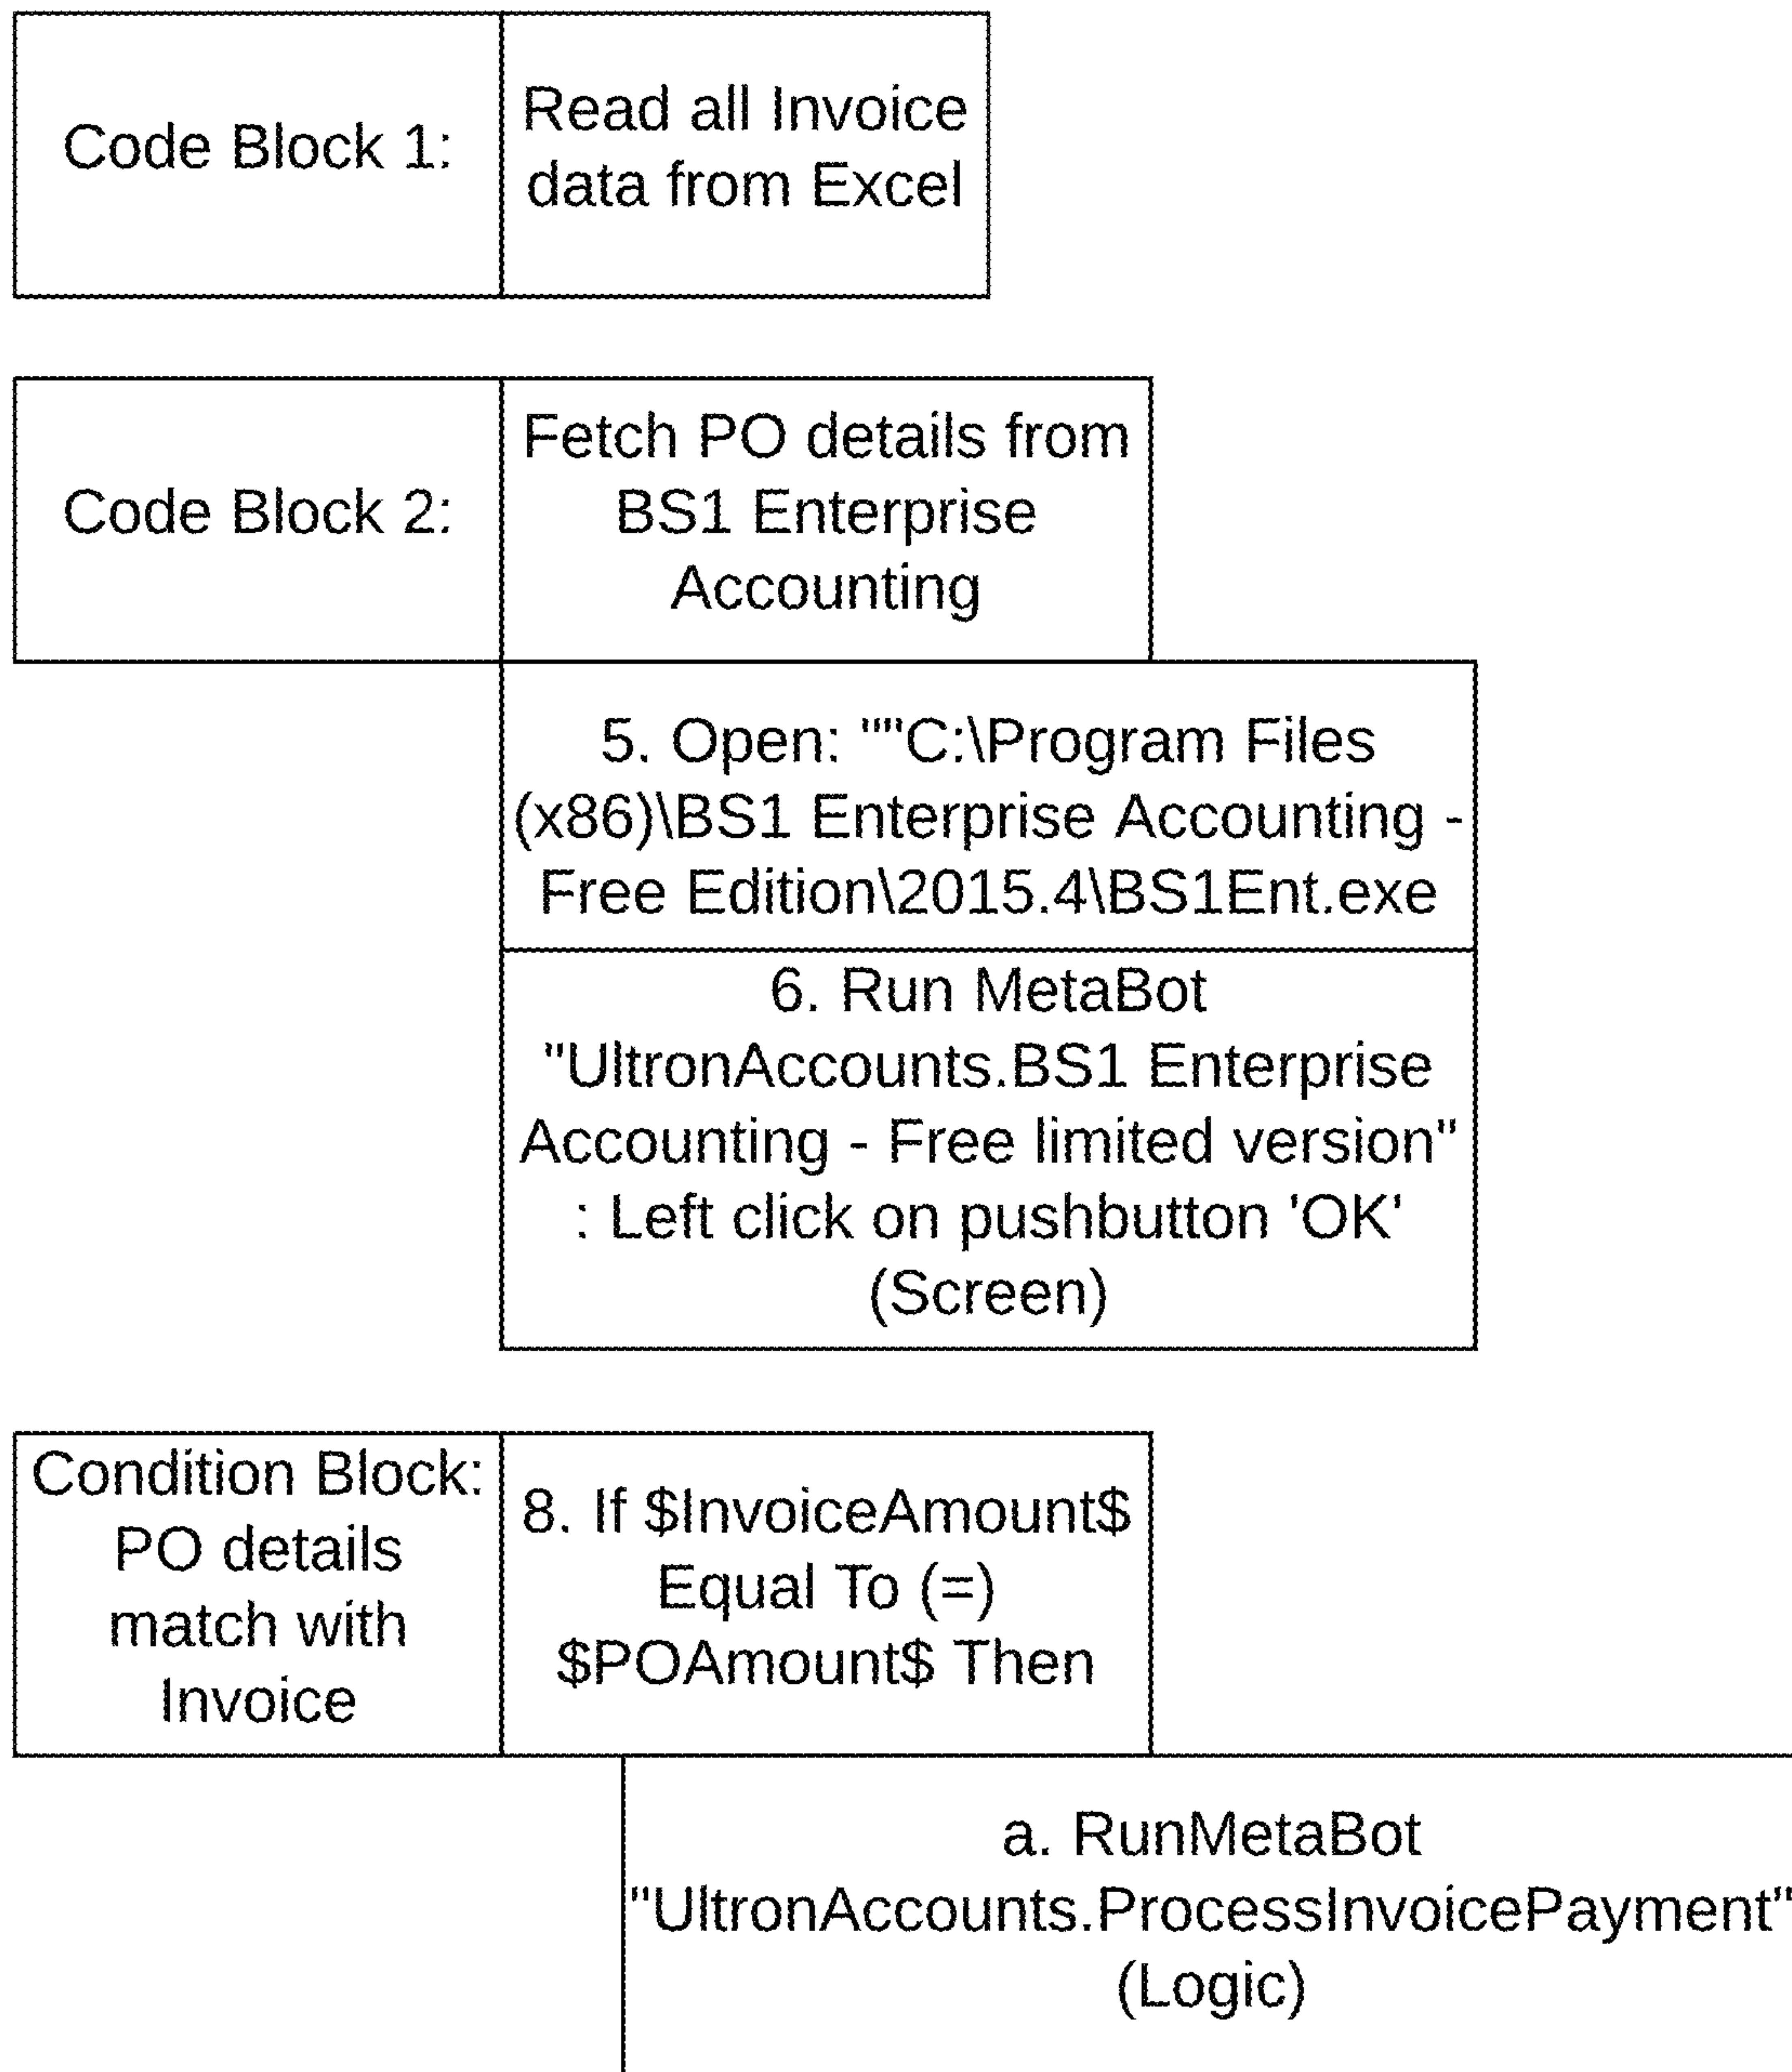 Code Block 1:
Read all Invoice
data from Excel
Code Block 2:
Fetch PO details from
BS1 Enterprise
Accounting
5. Open: ""C:\Program Files
(x86)\BS1 Enterprise Accounting -
Free Edition\2015.4\BS1Ent.exe
6. Run MetaBot
"UltronAccounts.BS1 Enterprise
Accounting - Free limited version"
: Left click on pushbutton 'OK'
(Screen)
Condition Block:
PO details
match with
Invoice
8. If $InvoiceAmount$
Equal To (=)
$POAmount$ Then
a. RunMetaBot
"UltronAccounts.ProcessInvoicePayment"
(Logic)